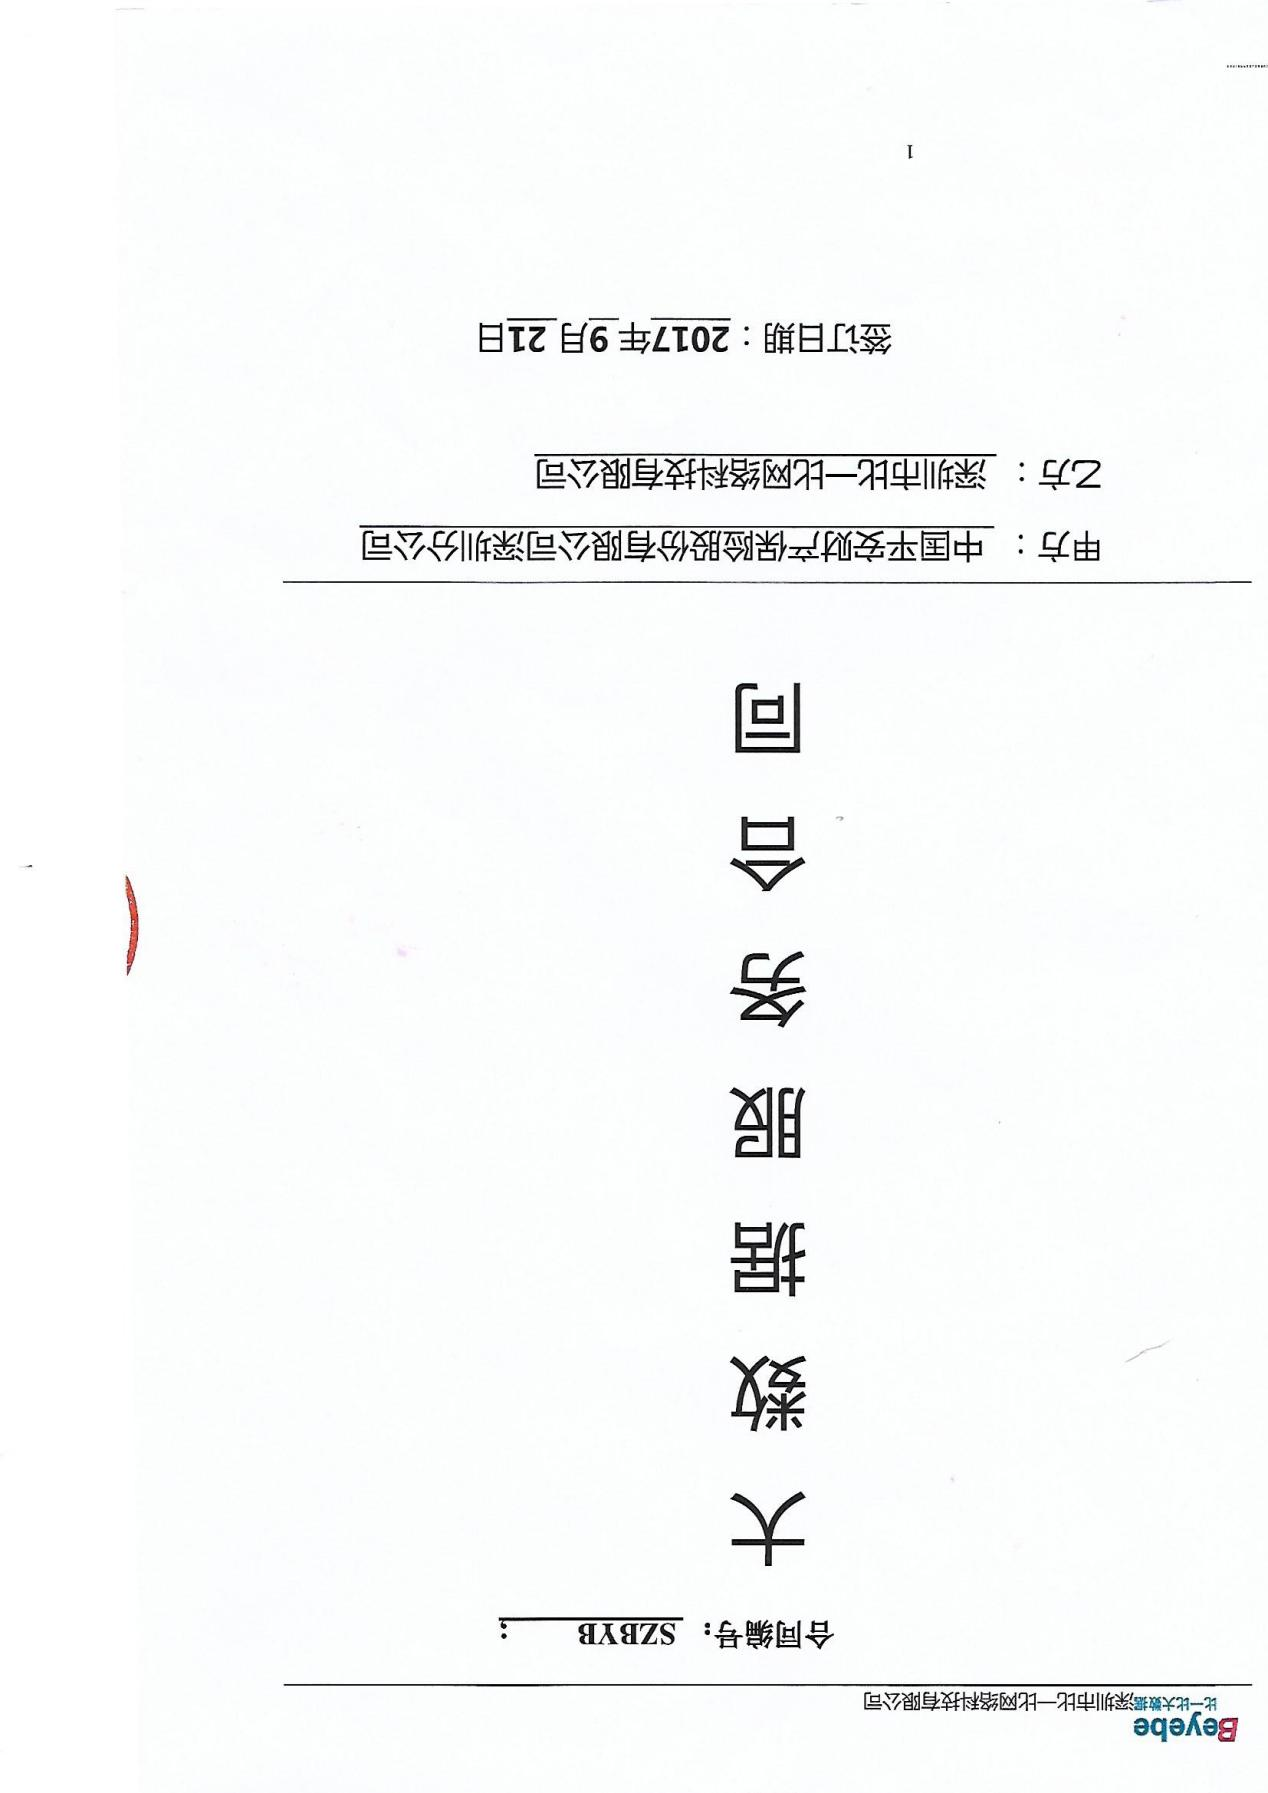 Beyebe
比一比大数据深圳市比一比网络科技有限公司
合同编号： SZBYB ;
大
数
据
服
务
合
同
甲方： 中国平安财产保险股份有限公司深圳分公司
乙方： 深圳市比一比网络科技有限公司
签订日期：2017年 9月 21日
1